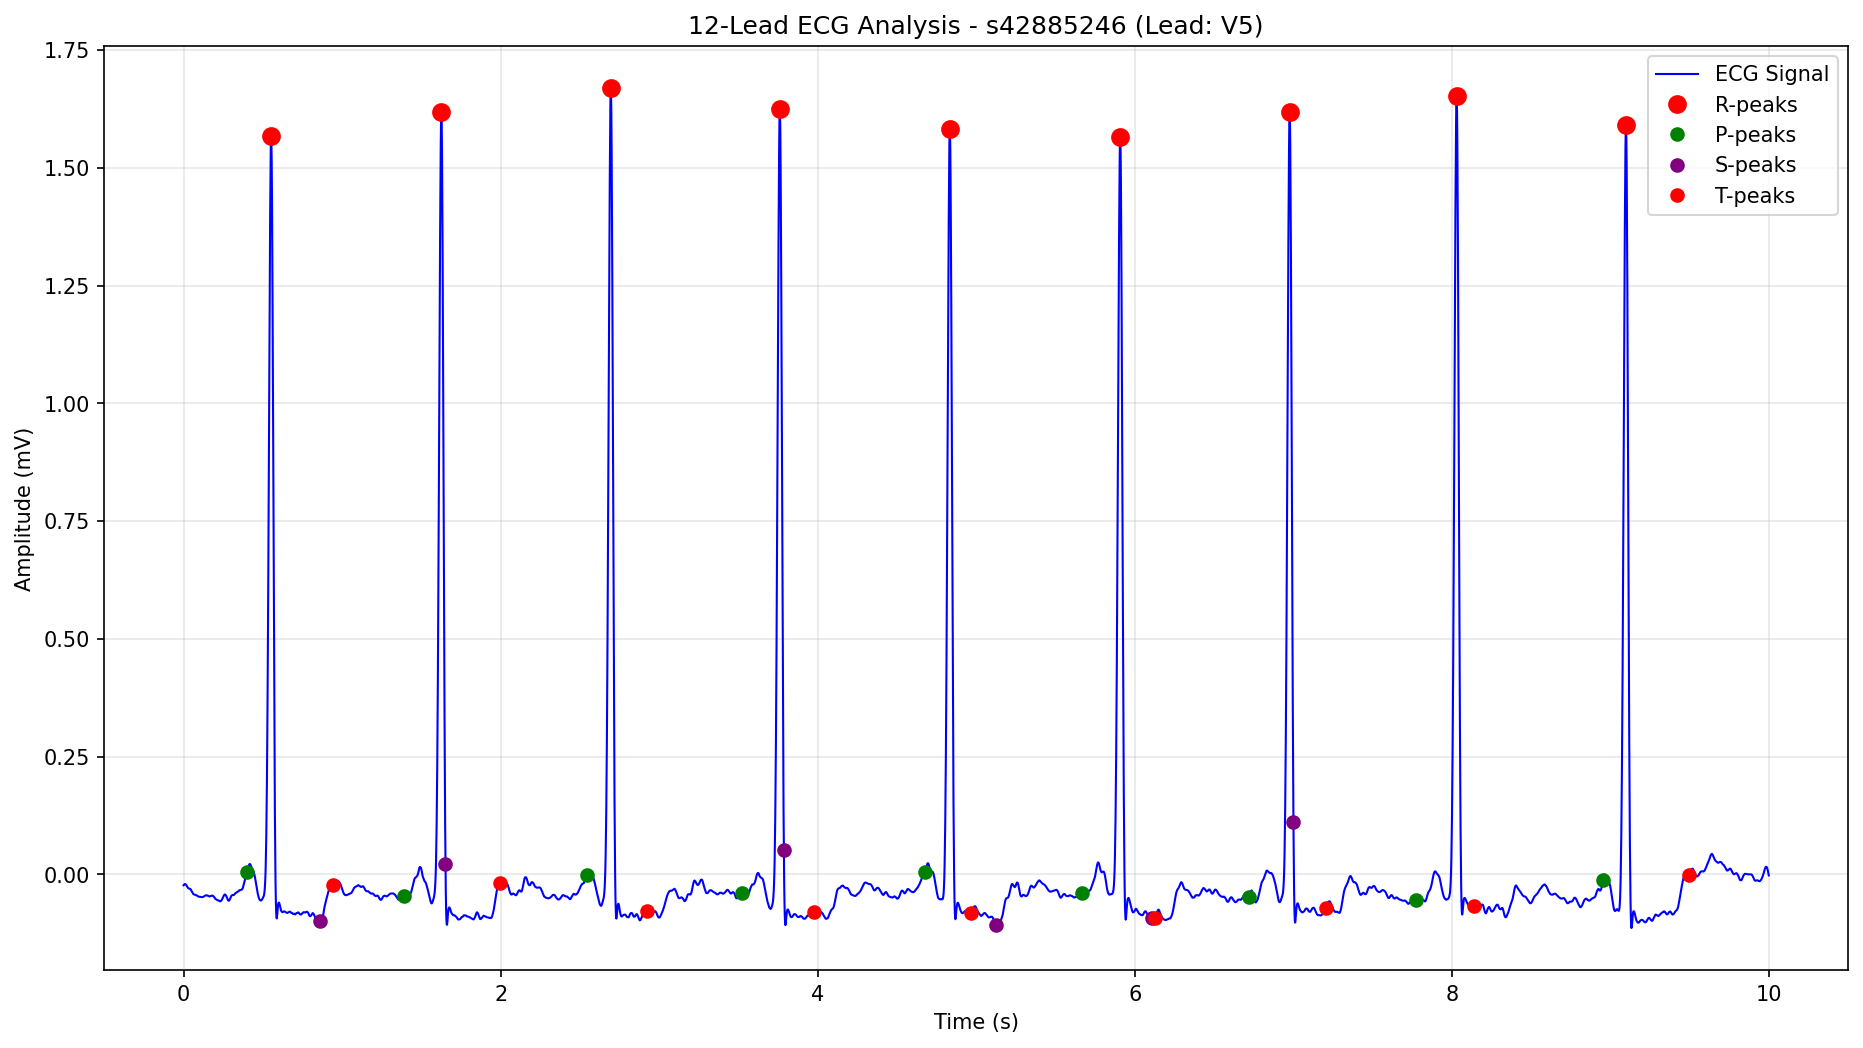 12-Lead ECG Analysis - s42885246 (Lead: V5)
ECG Signal
R-peaks
P-peaks
S-peaks
T-peaks
Amplitude (mV)
1.75
1.50
1.25
1.00
0.75
0.50
0.25
0.00
0 2 4 6 8 10
Time (s)